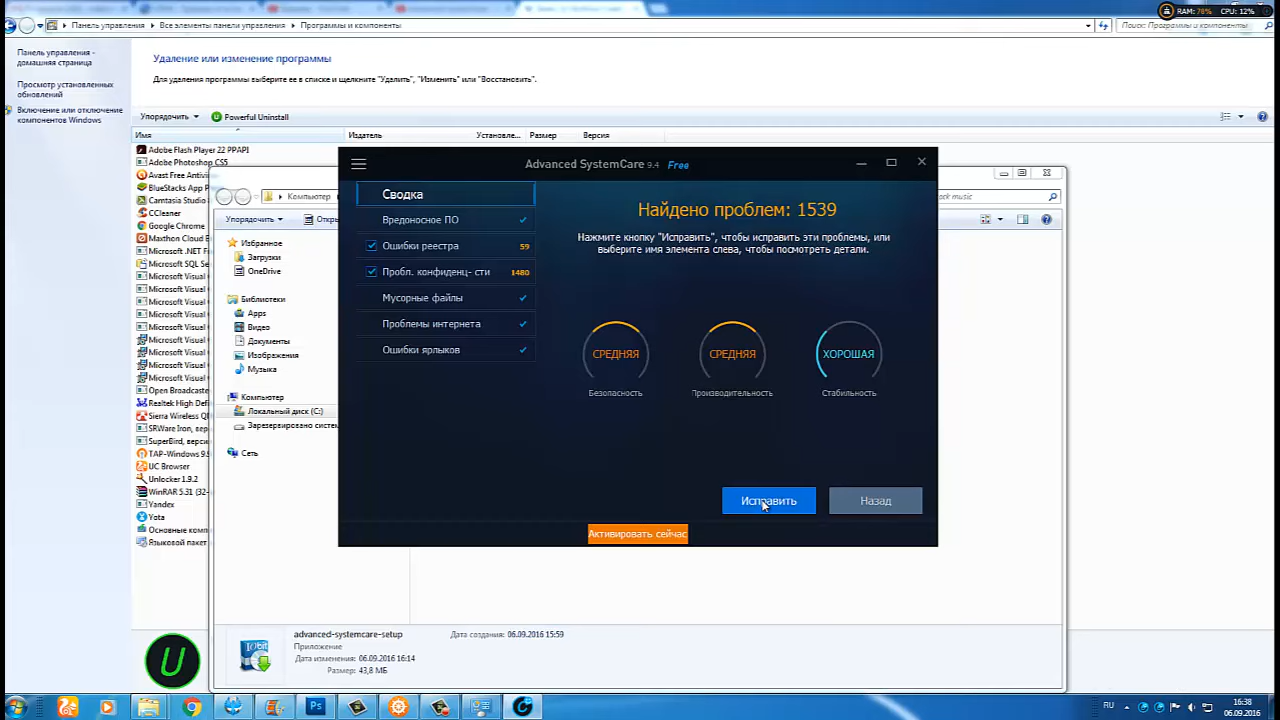 RAM: 78% CPU: 12%
Панель управления
Все элементы панели управления
Программы и компоненты
Поиск: Программы и компоненты
Панель управления -
домашняя страница
Просмотр установленных
обновлений
Включение или отключение
компонентов Windows
Удаление или изменение программы
Для удаления программы выберите ее в списке и щелкните "Удалить", "Изменить" или "Восстановить".
Упорядочить
Powerful Uninstall
Имя
Издатель
Установле...
Размер
Версия
Adobe Flash Player 22 PPAPI
Adobe Photoshop CS5
Avast Free Antivir
BlueStacks App P
Camtasia Studio
CCleaner
Google Chrome
Maxthon Cloud B
Microsoft .NET Fr
Microsoft SQL Se
Microsoft Visual
Microsoft Visual
Microsoft Visual
Microsoft Visual
Microsoft Visual C
Microsoft Visual C
Microsoft Visual C
Microsoft Visual C
Open Broadcaste
Realtek High Defi
Sierra Wireless Q
SRWare Iron, верси
SuperBird, версия
TAP-Windows 9.9
UC Browser
Unlocker 1.9.2
WinRAR 5.31 (32-
Yandex
Yota
Основные компо
Языковой пакет
Компьютер
k music
Упорядочить
Откры
Избранное
Загрузки
OneDrive
Библиотеки
Apps
Видео
Документы
Изображения
Музыка
Компьютер
Локальный диск (C:)
Зарезервировано систем
Сеть
Advanced SystemCare 9.4 Free
Сводка
Вредоносное ПО
Ошибки реестра 59
Пробл. конфиденц- сти 1480
Мусорные файлы
Проблемы интернета
Ошибки ярлыков
Найдено проблем: 1539
Нажмите кнопку "Исправить", чтобы исправить эти проблемы, или
выберите имя элемента слева, чтобы посмотреть детали.
СРЕДНЯЯ
СРЕДНЯЯ
ХОРОШАЯ
Безопасность
Производительность
Стабильность
Исправить
Назад
Активировать сейчас
advanced-systemcare-setup
Приложение
Дата изменения: 06.09.2016 16:14
Размер: 43,8 МБ
Дата создания: 06.09.2016 15:59
IObit
U
Ps
RU
16:38
06.09.2016